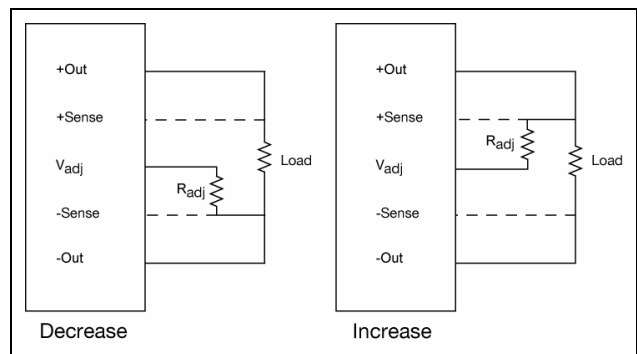 +Out
+Sense
Vadj
Radj
-Sense
-Out
Load
Decrease
+Out
+Sense
Radj
Vadj
-Sense
-Out
Load
Increase